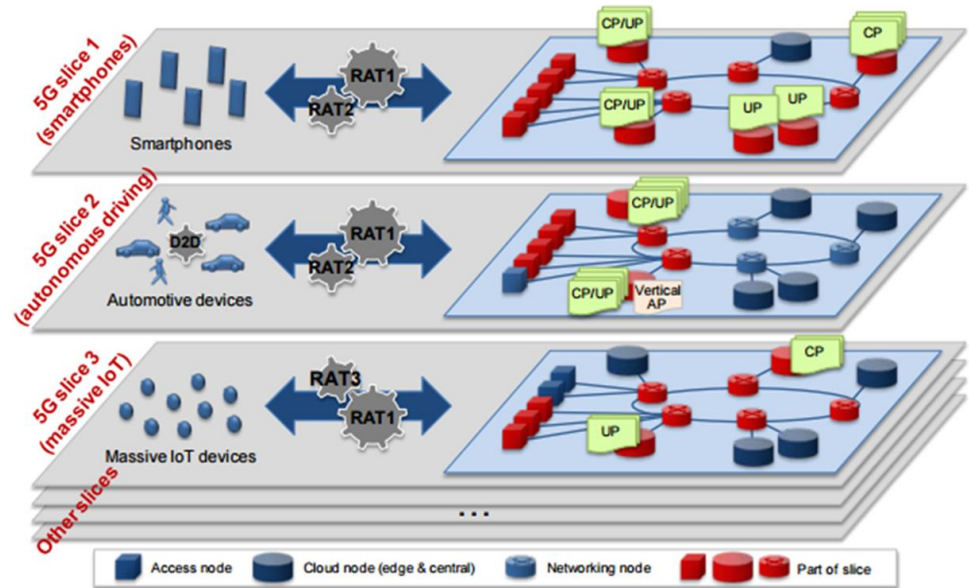 5G slice 1
(smartphones)
Smartphones
RAT1
RAT2
CP/UP
CP
CP/UP
UP
UP
5G slice 2
(autonomous driving)
D2D
Automotive devices
RAT1
RAT2
CP/UP
CP/UP
Vertical
AP
5G slice 3
(massive IoT)
Massive IoT devices
RAT3
RAT1
CP
UP
Other slices
...
Access node
Cloud node (edge & central)
Networking node
Part of slice